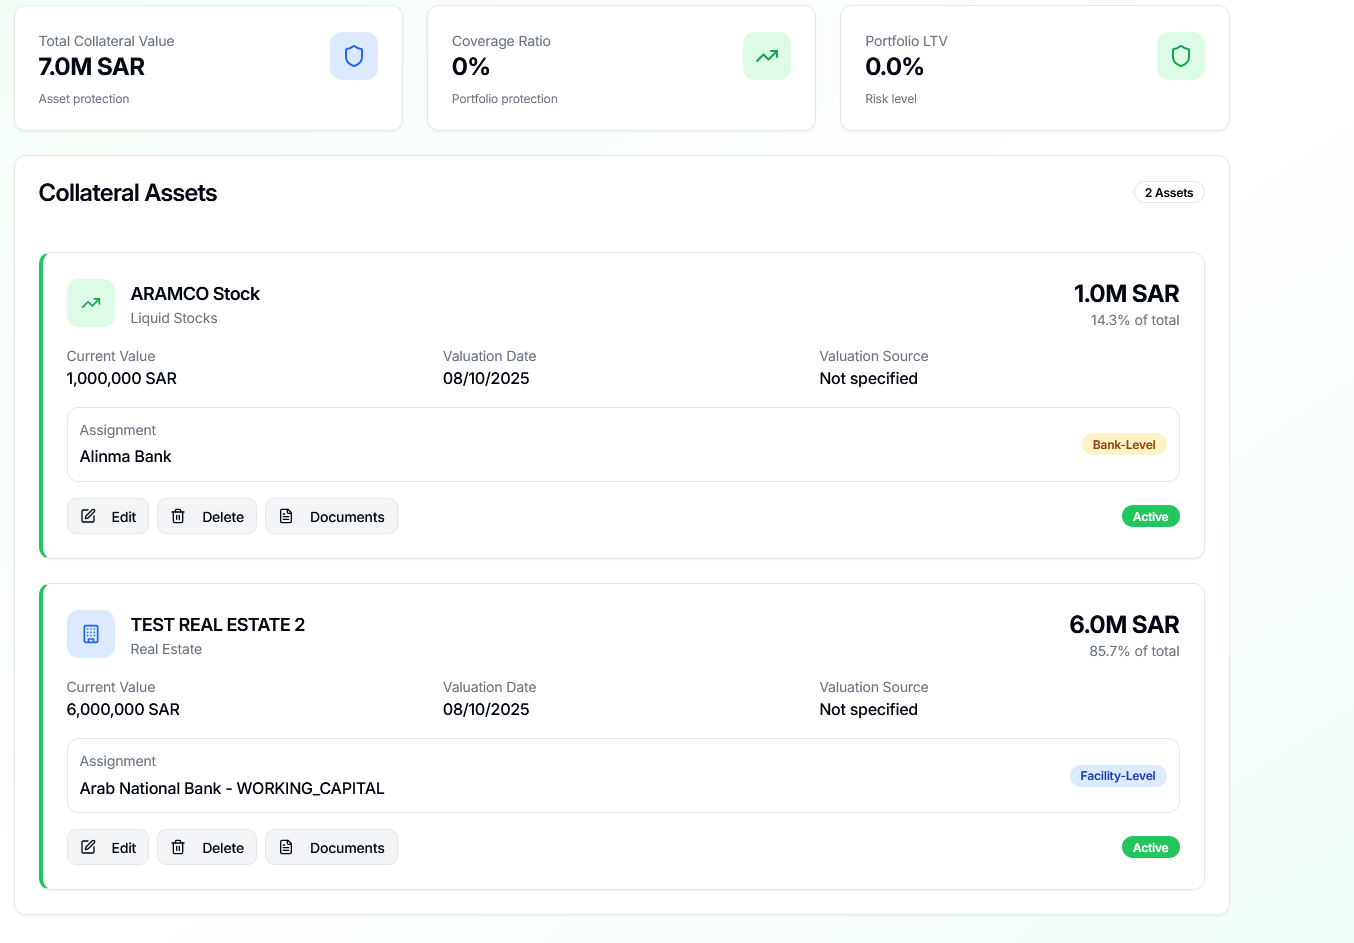 Total Collateral Value
7.0M SAR
Asset protection
Coverage Ratio
0%
Portfolio protection
Portfolio LTV
0.0%
Risk level
Collateral Assets
2 Assets
ARAMCO Stock
Liquid Stocks
1.0M SAR
14.3% of total
Current Value
1,000,000 SAR
Valuation Date
08/10/2025
Valuation Source
Not specified
Assignment
Alinma Bank
Bank-Level
Edit
Delete
Documents
Active
TEST REAL ESTATE 2
Real Estate
6.0M SAR
85.7% of total
Current Value
6,000,000 SAR
Valuation Date
08/10/2025
Valuation Source
Not specified
Assignment
Arab National Bank - WORKING_CAPITAL
Facility-Level
Edit
Delete
Documents
Active